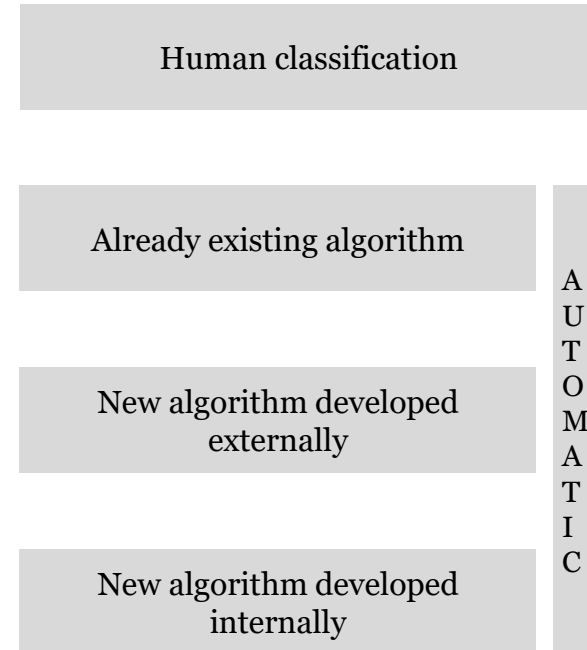 Human classification
Already existing algorithm
New algorithm developed
externally
New algorithm developed
internally
A
U
T
O
M
A
T
I
C